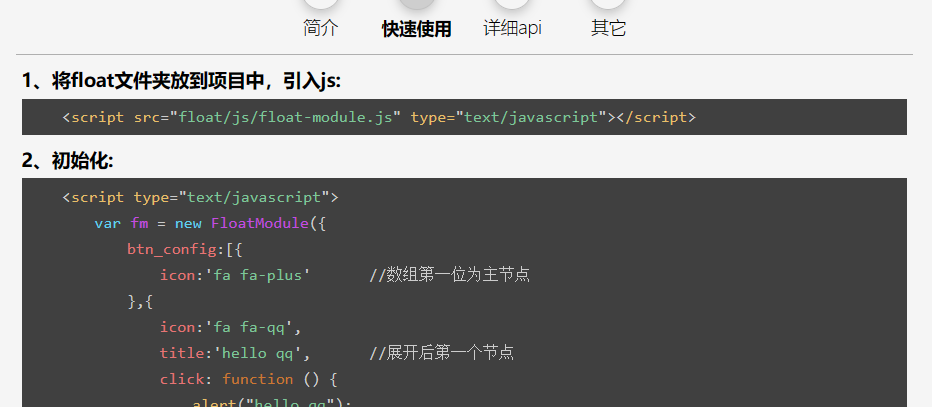 简介 快速使用 详细api 其它
1、将float文件夹放到项目中，引入js:
<script src="float/js/float-module.js" type="text/javascript"></script>
2、初始化:
<script type="text/javascript">
var fm = new FloatModule({
btn_config:[{
icon:'fa fa-plus' //数组第一位为主节点
},{
icon:'fa fa-qq',
title:'hello qq', //展开后第一个节点
click: function () {
alert("hello qq");